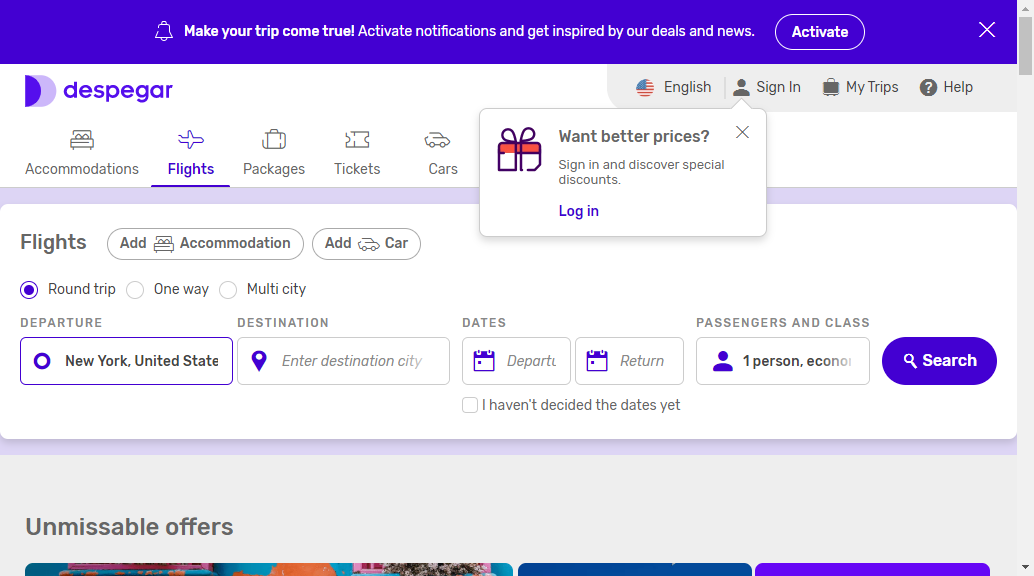 Make your trip come true! Activate notifications and get inspired by our deals and news.
Activate
despegar
English
Sign In
My Trips
Help
Accommodations
Flights
Packages
Tickets
Cars
Want better prices?
Sign in and discover special
discounts.
Log in
Flights
Add Accommodation
Add Car
Round trip
One way
Multi city
DEPARTURE
DESTINATION
DATES
PASSENGERS AND CLASS
New York, United State
Enter destination city
Departu
Return
1 person, econo
Search
I haven't decided the dates yet
Unmissable offers